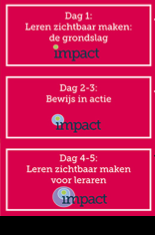 Dag 1:
Leren zichtbaar maken:
de grondslag
impact
Dag 2-3:
Bewijs in actie
impact
Dag 4-5:
Leren zichtbaar maken
voor leraren
impact